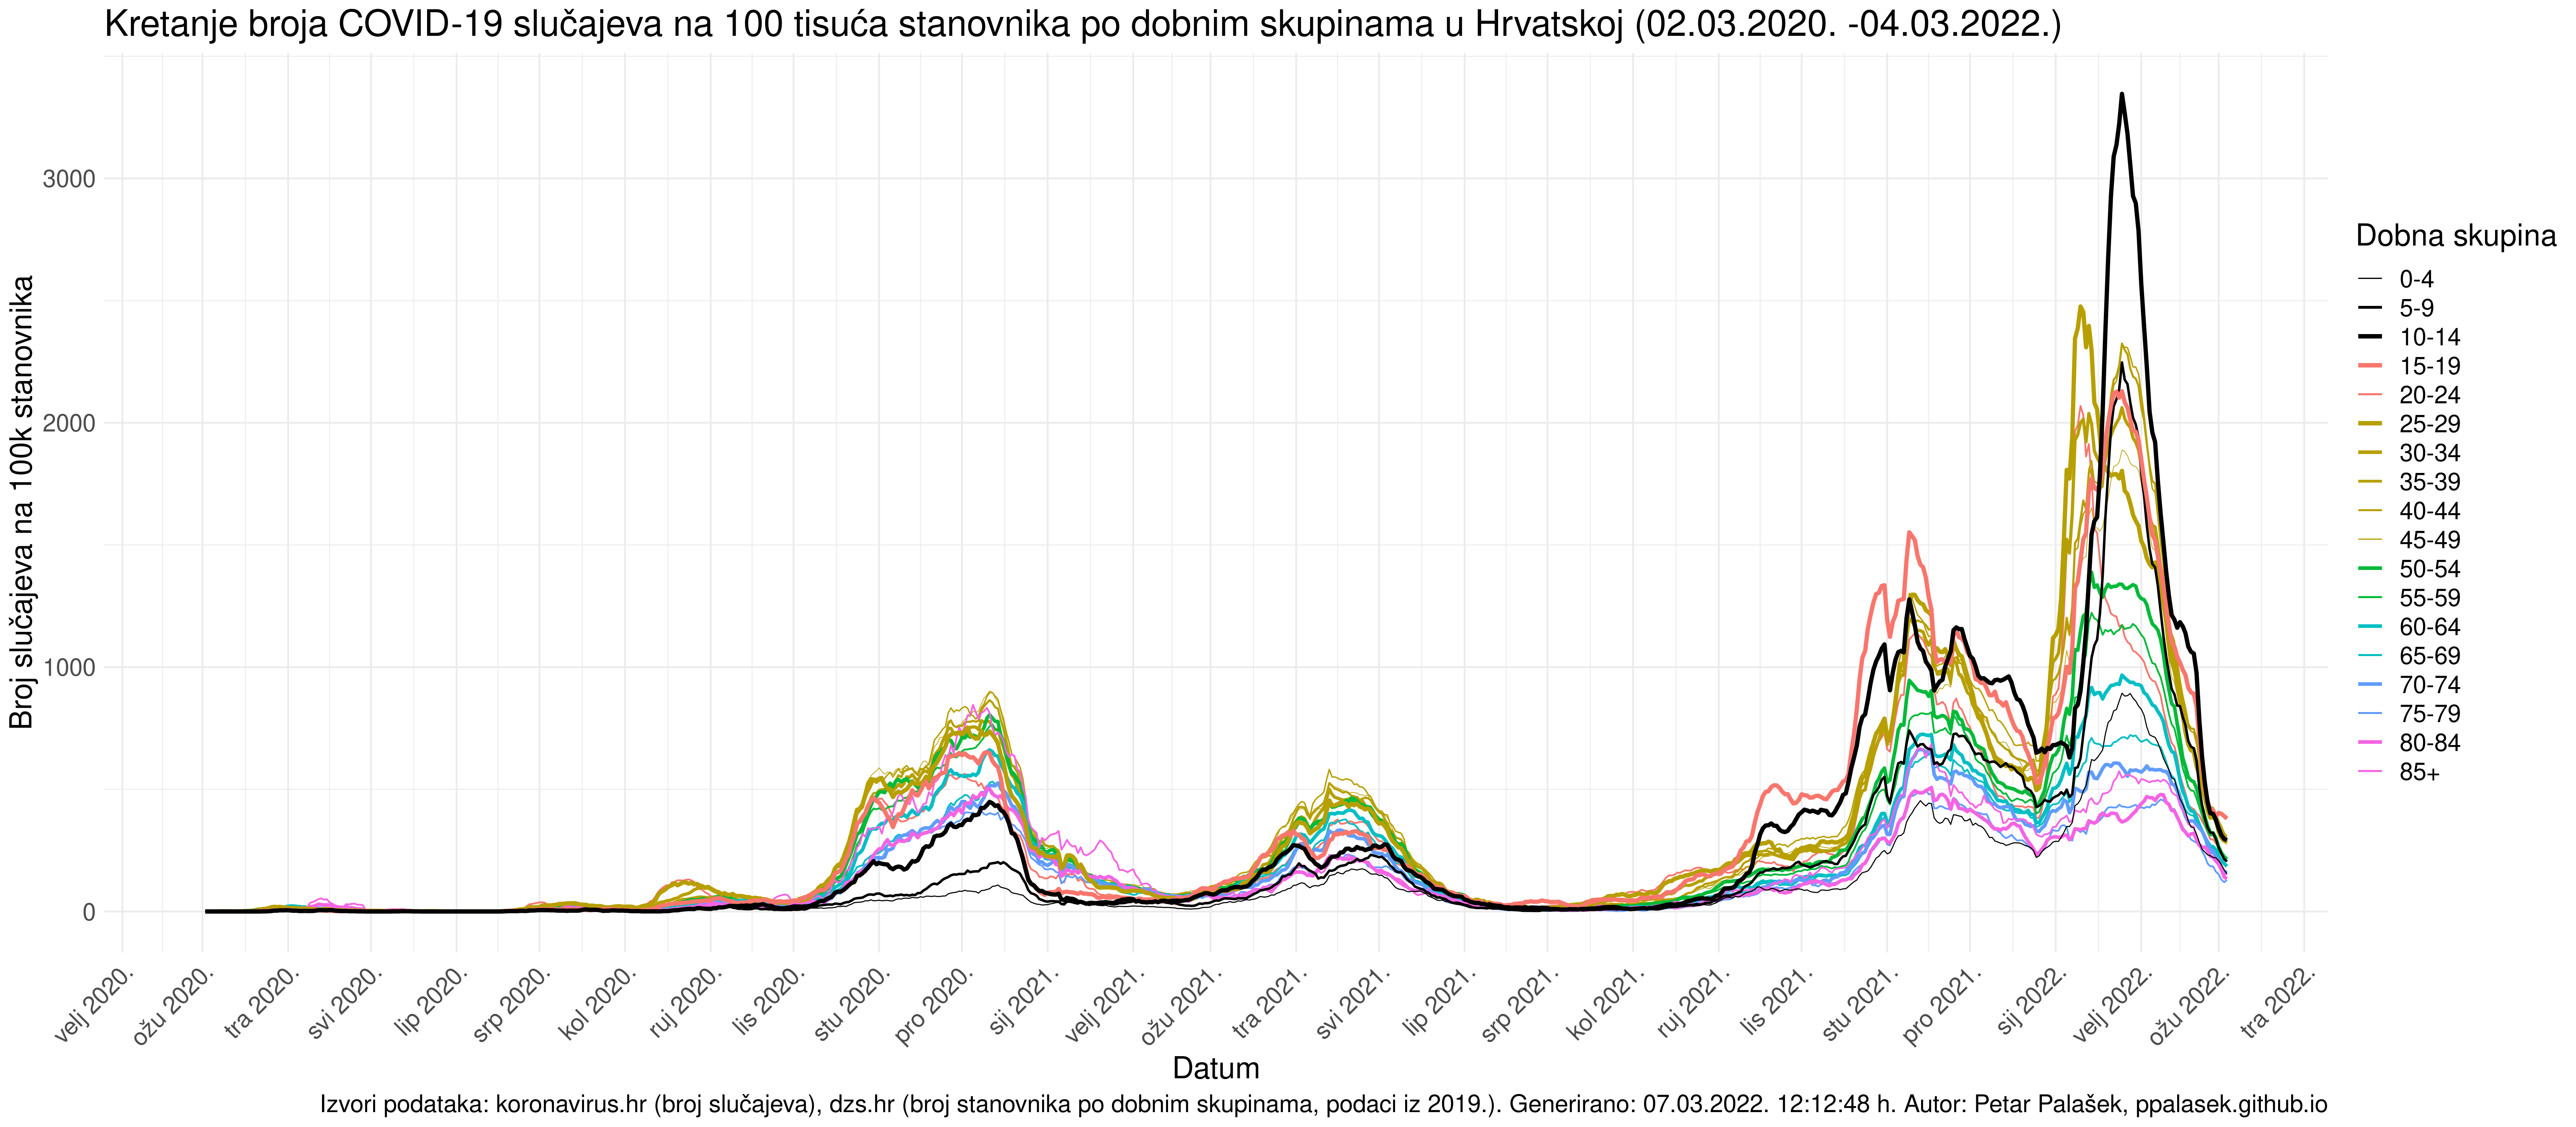 Kretanje broja COVID-19 slučajeva na 100 tisuća stanovnika po dobnim skupinama u Hrvatskoj (02.03.2020. -04.03.2022.)
Broj slučajeva na 100k stanovnika
3000
2000
1000
0
velj 2020.
ožu 2020.
tra 2020.
svi 2020.
lip 2020.
srp 2020.
kol 2020.
ruj 2020.
lis 2020.
stu 2020.
pro 2020.
sij 2021.
velj 2021.
ožu 2021.
tra 2021.
svi 2021.
lip 2021.
srp 2021.
kol 2021.
ruj 2021.
lis 2021.
stu 2021.
pro 2021.
sij 2022.
velj 2022.
ožu 2022.
tra 2022.
Datum
Dobna skupina
0-4
5-9
10-14
15-19
20-24
25-29
30-34
35-39
40-44
45-49
50-54
55-59
60-64
65-69
70-74
75-79
80-84
85+
Izvori podataka: koronavirus.hr (broj slučajeva), dzs.hr (broj stanovnika po dobnim skupinama, podaci iz 2019.). Generirano: 07.03.2022. 12:12:48 h. Autor: Petar Palašek, ppalasek.github.io